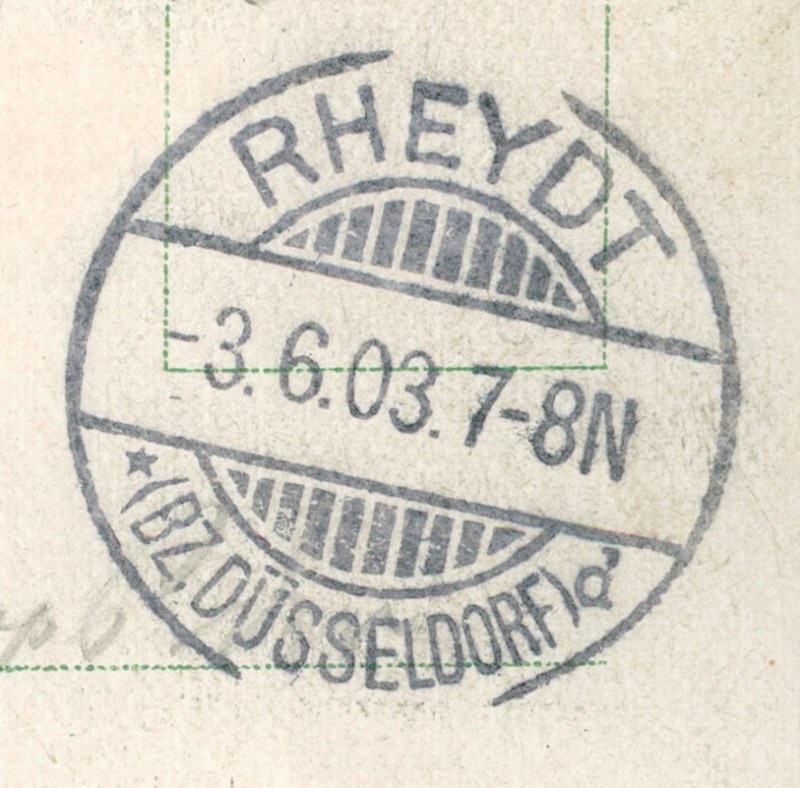 RHEYDT
-3.6.03.7-8N
★(BZ.DÜSSELDORF)d